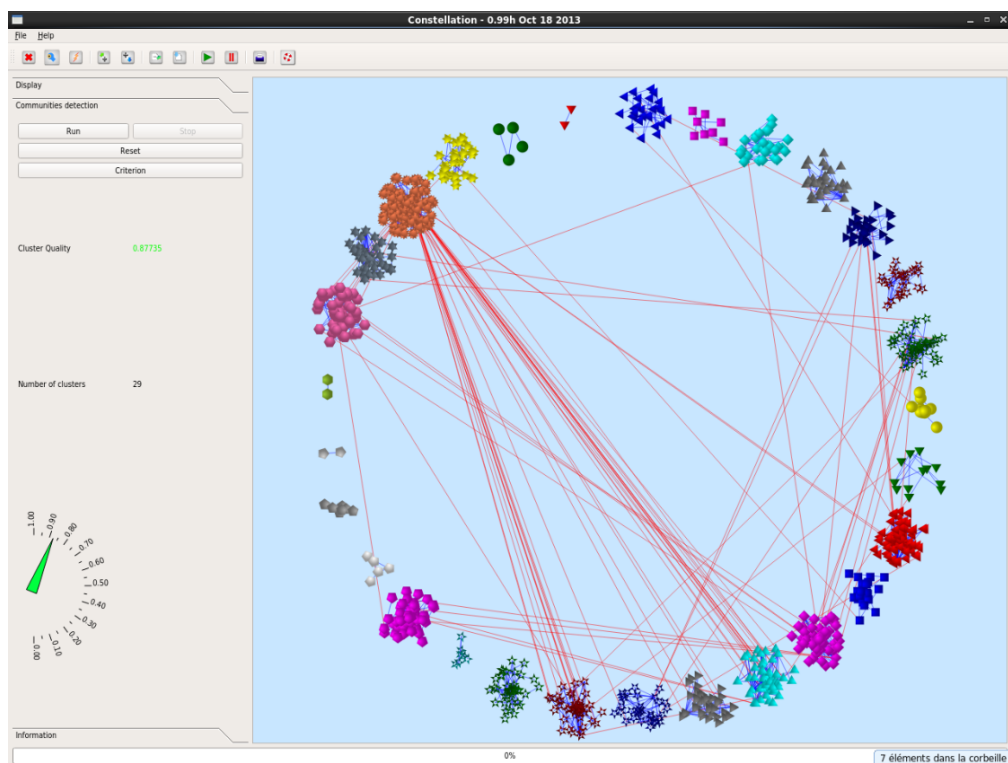 Constellation - 0.99h Oct 18 2013
File Help
Display
Communities detection
Run Stop
Reset
Criterion
Cluster Quality 0.87735
Number of clusters 29
1.00
0.90
0.80
0.70
0.60
0.50
0.40
0.30
0.20
0.10
0.00
Information
0%
7 éléments dans la corbeille